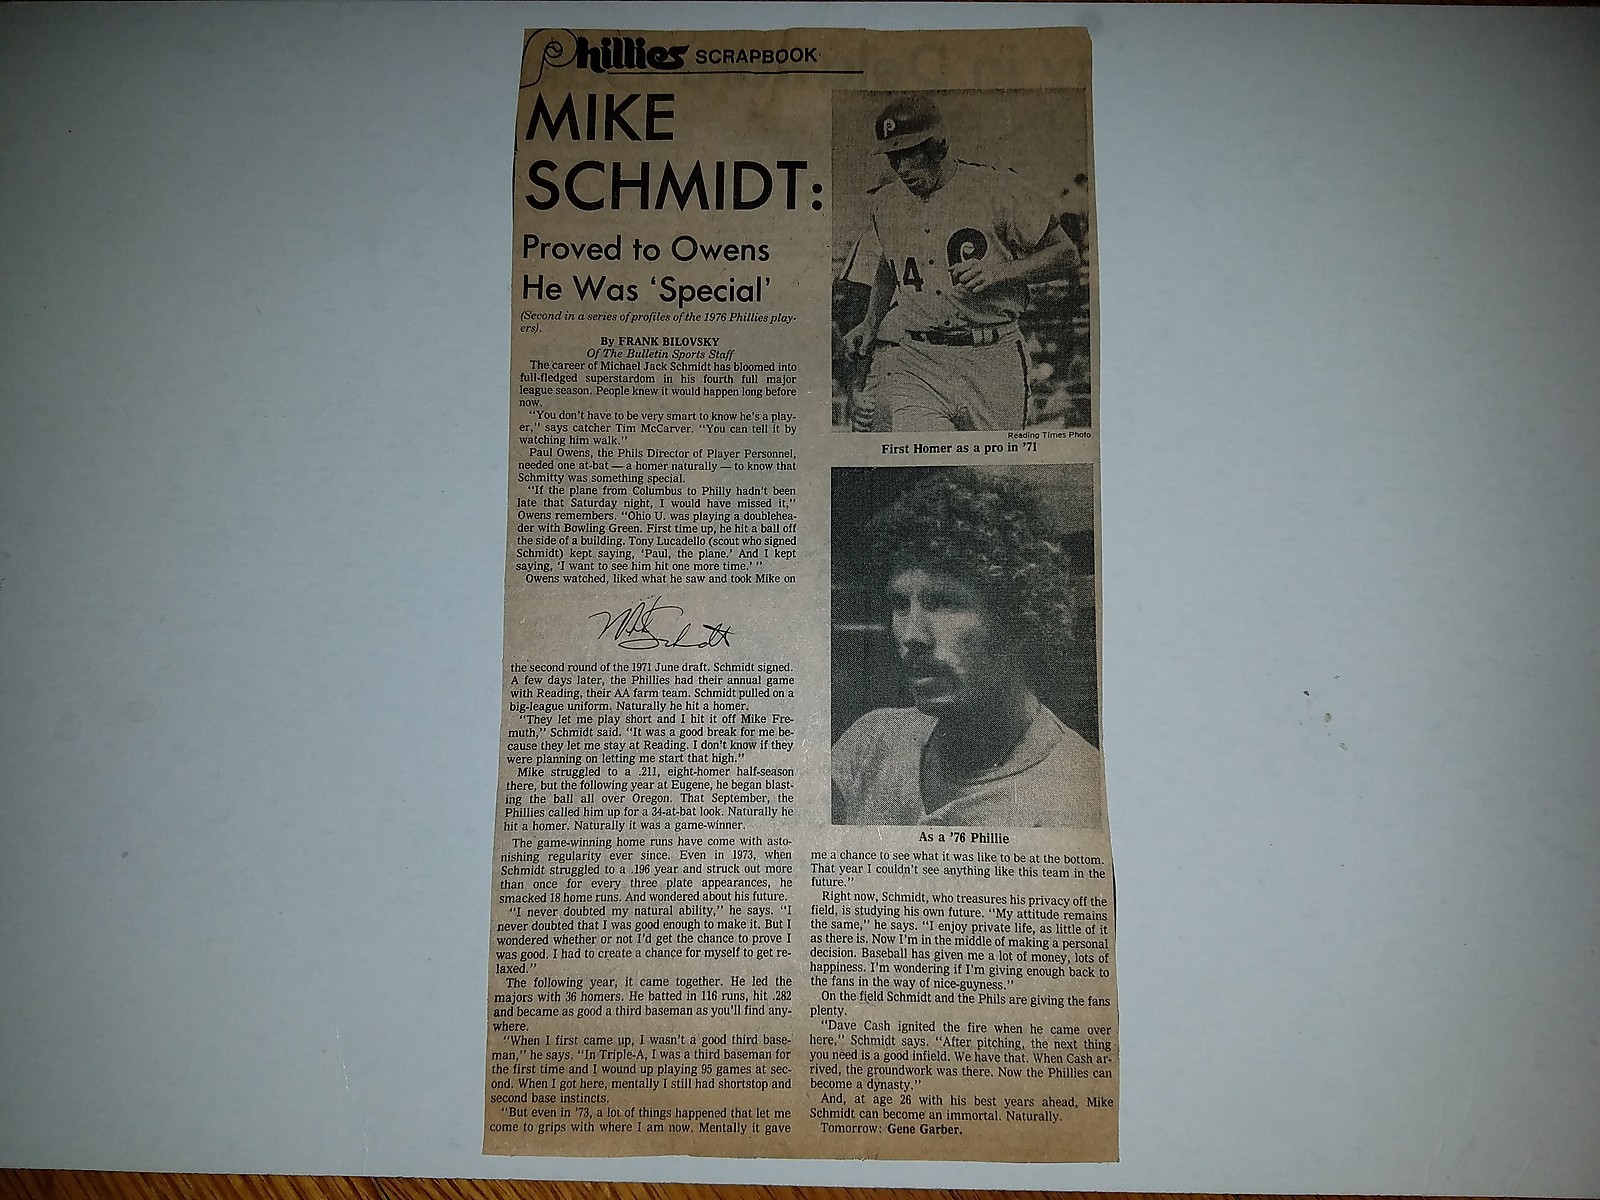 Phillies SCRAPBOOK
MIKE
SCHMIDT:
Proved to Owens
He Was 'Special'
(Second in a series of profiles of the 1976 Phillies play-
ers).
By FRANK BILOVSKY
Of The Bulletin Sports Staff
The career of Michael Jack Schmidt has bloomed into
full-fledged superstardom in his fourth full major
league season. People knew it would happen long before
now.
"You don't have to be very smart to know he's a play-
er," says catcher Tim McCarver. "You can tell it by
watching him walk."
Paul Owens, the Phils Director of Player Personnel,
needed one at-bat — a homer naturally — to know that
Schmitty was something special.
"If the plane from Columbus to Philly hadn't been
late that Saturday night, I would have missed it,"
Owens remembers. "Ohio U. was playing a doublehea-
der with Bowling Green. First time up, he hit a ball off
the side of a building. Tony Lucadello (scout who signed
Schmidt) kept saying, 'Paul, the plane.' And I kept
saying, 'I want to see him hit one more time.' "
Owens watched, liked what he saw and took Mike on
Mike Schmidt
the second round of the 1971 June draft. Schmidt signed.
A few days later, the Phillies had their annual game
with Reading, their AA farm team. Schmidt pulled on a
big-league uniform. Naturally he hit a homer.
"They let me play short and I hit it off Mike Fre-
muth," Schmidt said. "It was a good break for me be-
cause they let me stay at Reading. I don't know if they
were planning on letting me start that high."
Mike struggled to a .211, eight-homer half-season
there, but the following year at Eugene, he began blast-
ing the ball all over Oregon. That September, the
Phillies called him up for a 34-at-bat look. Naturally he
hit a homer. Naturally it was a game-winner.
The game-winning home runs have come with asto-
nishing regularity ever since. Even in 1973, when
Schmidt struggled to a .196 year and struck out more
than once for every three plate appearances, he
smacked 18 home runs. And wondered about his future.
"I never doubted my natural ability," he says. "I
never doubted that I was good enough to make it. But I
wondered whether or not I'd get the chance to prove I
was good. I had to create a chance for myself to get re-
laxed."
The following year, it came together. He led the
majors with 36 homers. He batted in 116 runs, hit .282
and became as good a third baseman as you'll find any-
where.
"When I first came up, I wasn't a good third base-
man," he says. "In Triple-A, I was a third baseman for
the first time and I wound up playing 95 games at sec-
ond. When I got here, mentally I still had shortstop and
second base instincts.
"But even in '73, a lot of things happened that let me
come to grips with where I am now. Mentally it gave
P
P
4
Reading Times Photo
First Homer as a pro in '71
As a '76 Phillie
me a chance to see what it was like to be at the bottom.
That year I couldn't see anything like this team in the
future."
Right now, Schmidt, who treasures his privacy off the
field, is studying his own future. "My attitude remains
the same," he says. "I enjoy private life, as little of it
as there is. Now I'm in the middle of making a personal
decision. Baseball has given me a lot of money, lots of
happiness. I'm wondering if I'm giving enough back to
the fans in the way of nice-guyness."
On the field Schmidt and the Phils are giving the fans
plenty.
"Dave Cash ignited the fire when he came over
here," Schmidt says. "After pitching, the next thing
you need is a good infield. We have that. When Cash ar-
rived, the groundwork was there. Now the Phillies can
become a dynasty."
And, at age 26 with his best years ahead, Mike
Schmidt can become an immortal. Naturally.
Tomorrow: Gene Garber.